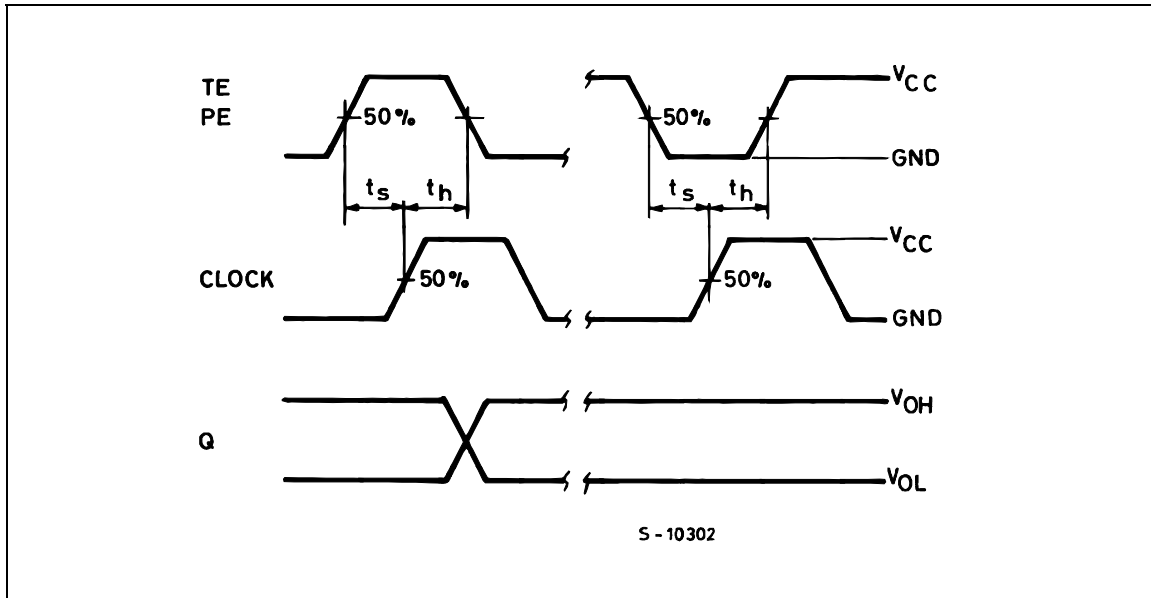 TE
PE
50%
50%
VCC
GND
ts
th
ts
th
CLOCK
50%
50%
VCC
GND
Q
VOH
VOL
S-10302